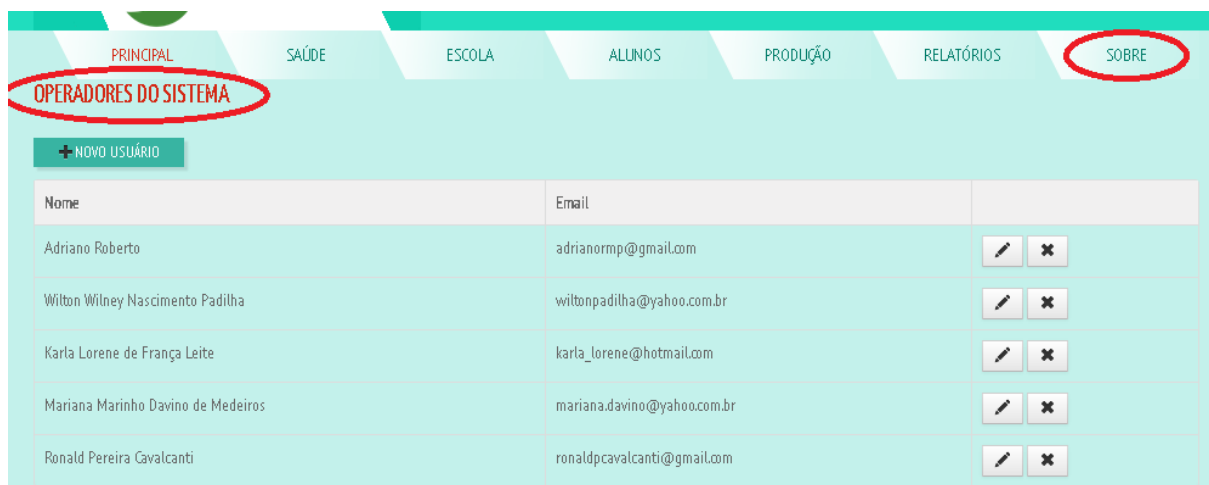 PRINCIPAL SAÚDE ESCOLA ALUNOS PRODUÇÃO RELATÓRIOS SOBRE
OPERADORES DO SISTEMA
NOVO USUÁRIO
Nome Email
Adriano Roberto adrianormp@gmail.com
Wilton Wilney Nascimento Padilha wiltonpadilha@yahoo.com.br
Karla Lorene de França Leite karla_lorene@hotmail.com
Mariana Marinho Davino de Medeiros mariana.davino@yahoo.com.br
Ronald Pereira Cavalcanti ronaldpcavalcanti@gmail.com